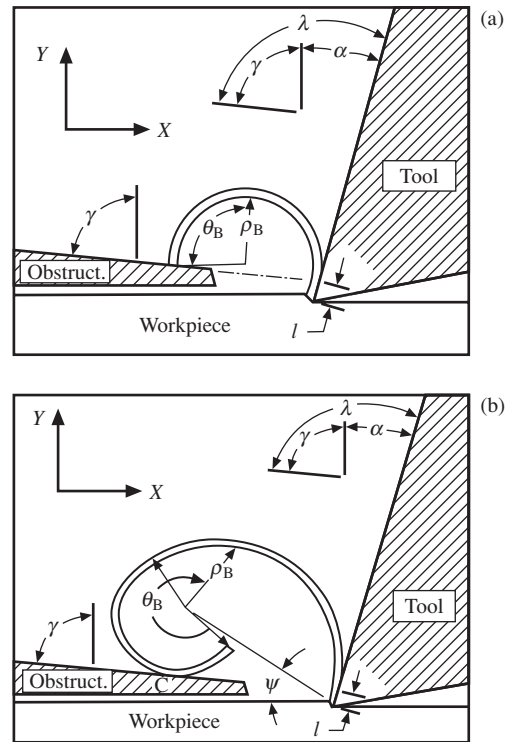 (a)
λ
γ
α
Y
X
Tool
γ
θB
ρB
Obstruct.
Workpiece
l
(b)
λ
γ
α
Y
X
ρB
θB
Tool
γ
Obstruct.
C
ψ
Workpiece
l